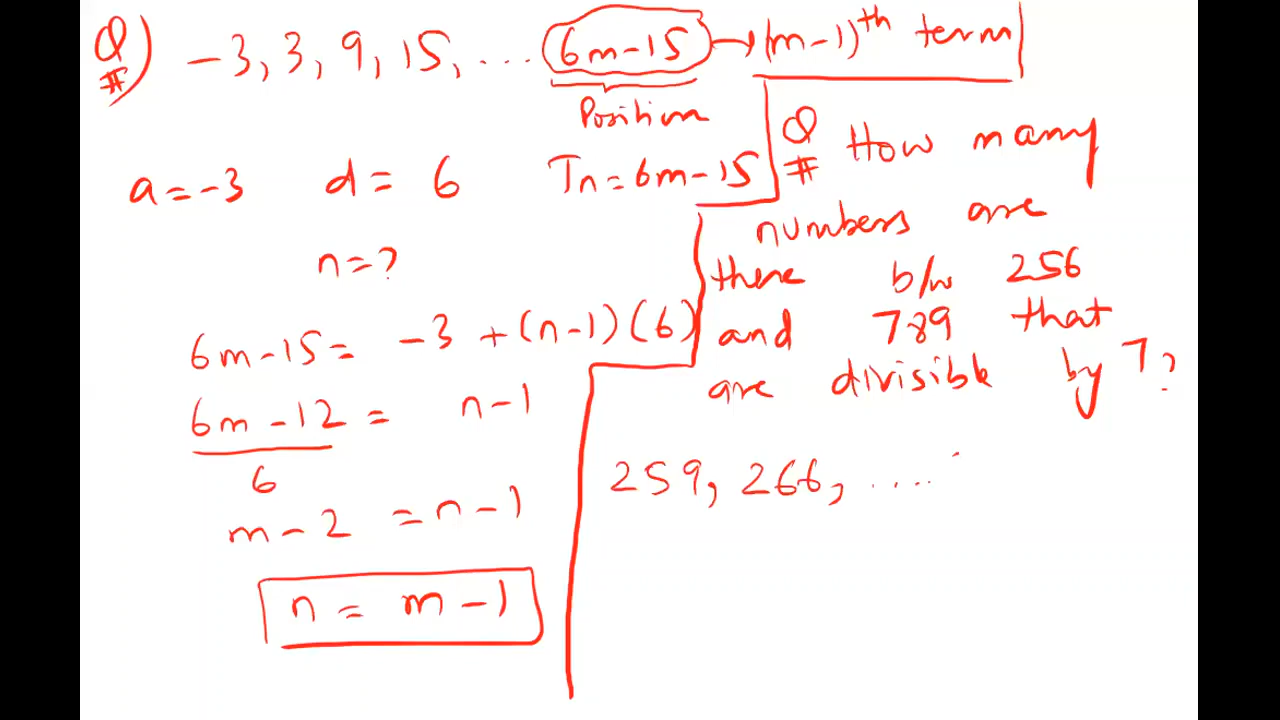 Q
#) -3, 3, 9, 15, ... 6m-15 → (m-1)th term
Position
a = -3 d = 6 Tn = 6m-15
n = ?
6m-15 = -3 + (n-1)(6)
6m-12 = n-1
6
m-2 = n-1
n = m-1
Q
# How many
numbers are
there b/w 256
and 789 that
are divisible by 7?
259, 266, .....